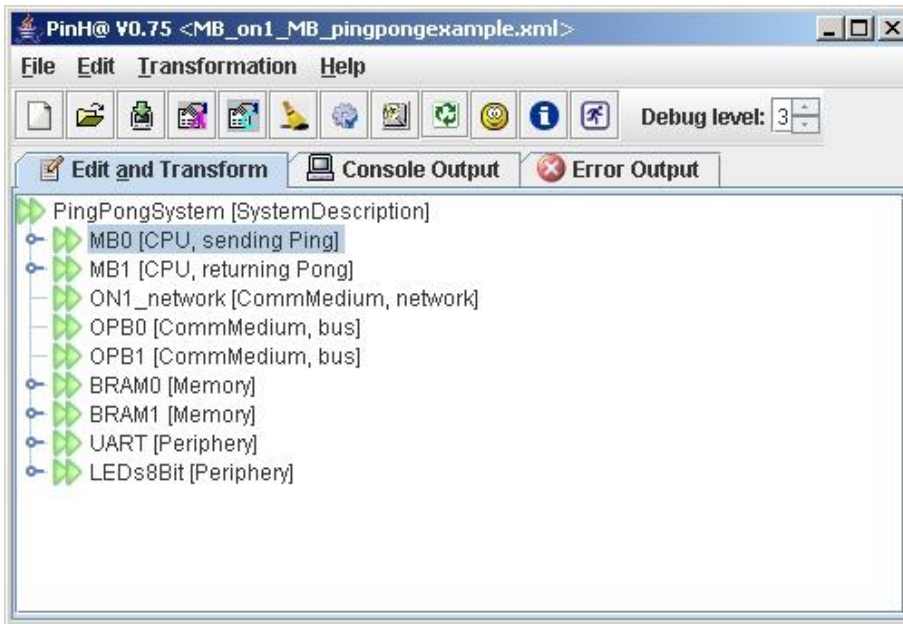 PinH@ V0.75 <MB_on1_MB_pingpongexample.xml>
File Edit Transformation Help
Debug level: 3
Edit and Transform Console Output Error Output
PingPongSystem [SystemDescription]
MB0 [CPU, sending Ping]
MB1 [CPU, returning Pong]
ON1_network [CommMedium, network]
OPB0 [CommMedium, bus]
OPB1 [CommMedium, bus]
BRAM0 [Memory]
BRAM1 [Memory]
UART [Periphery]
LEDs8Bit [Periphery]